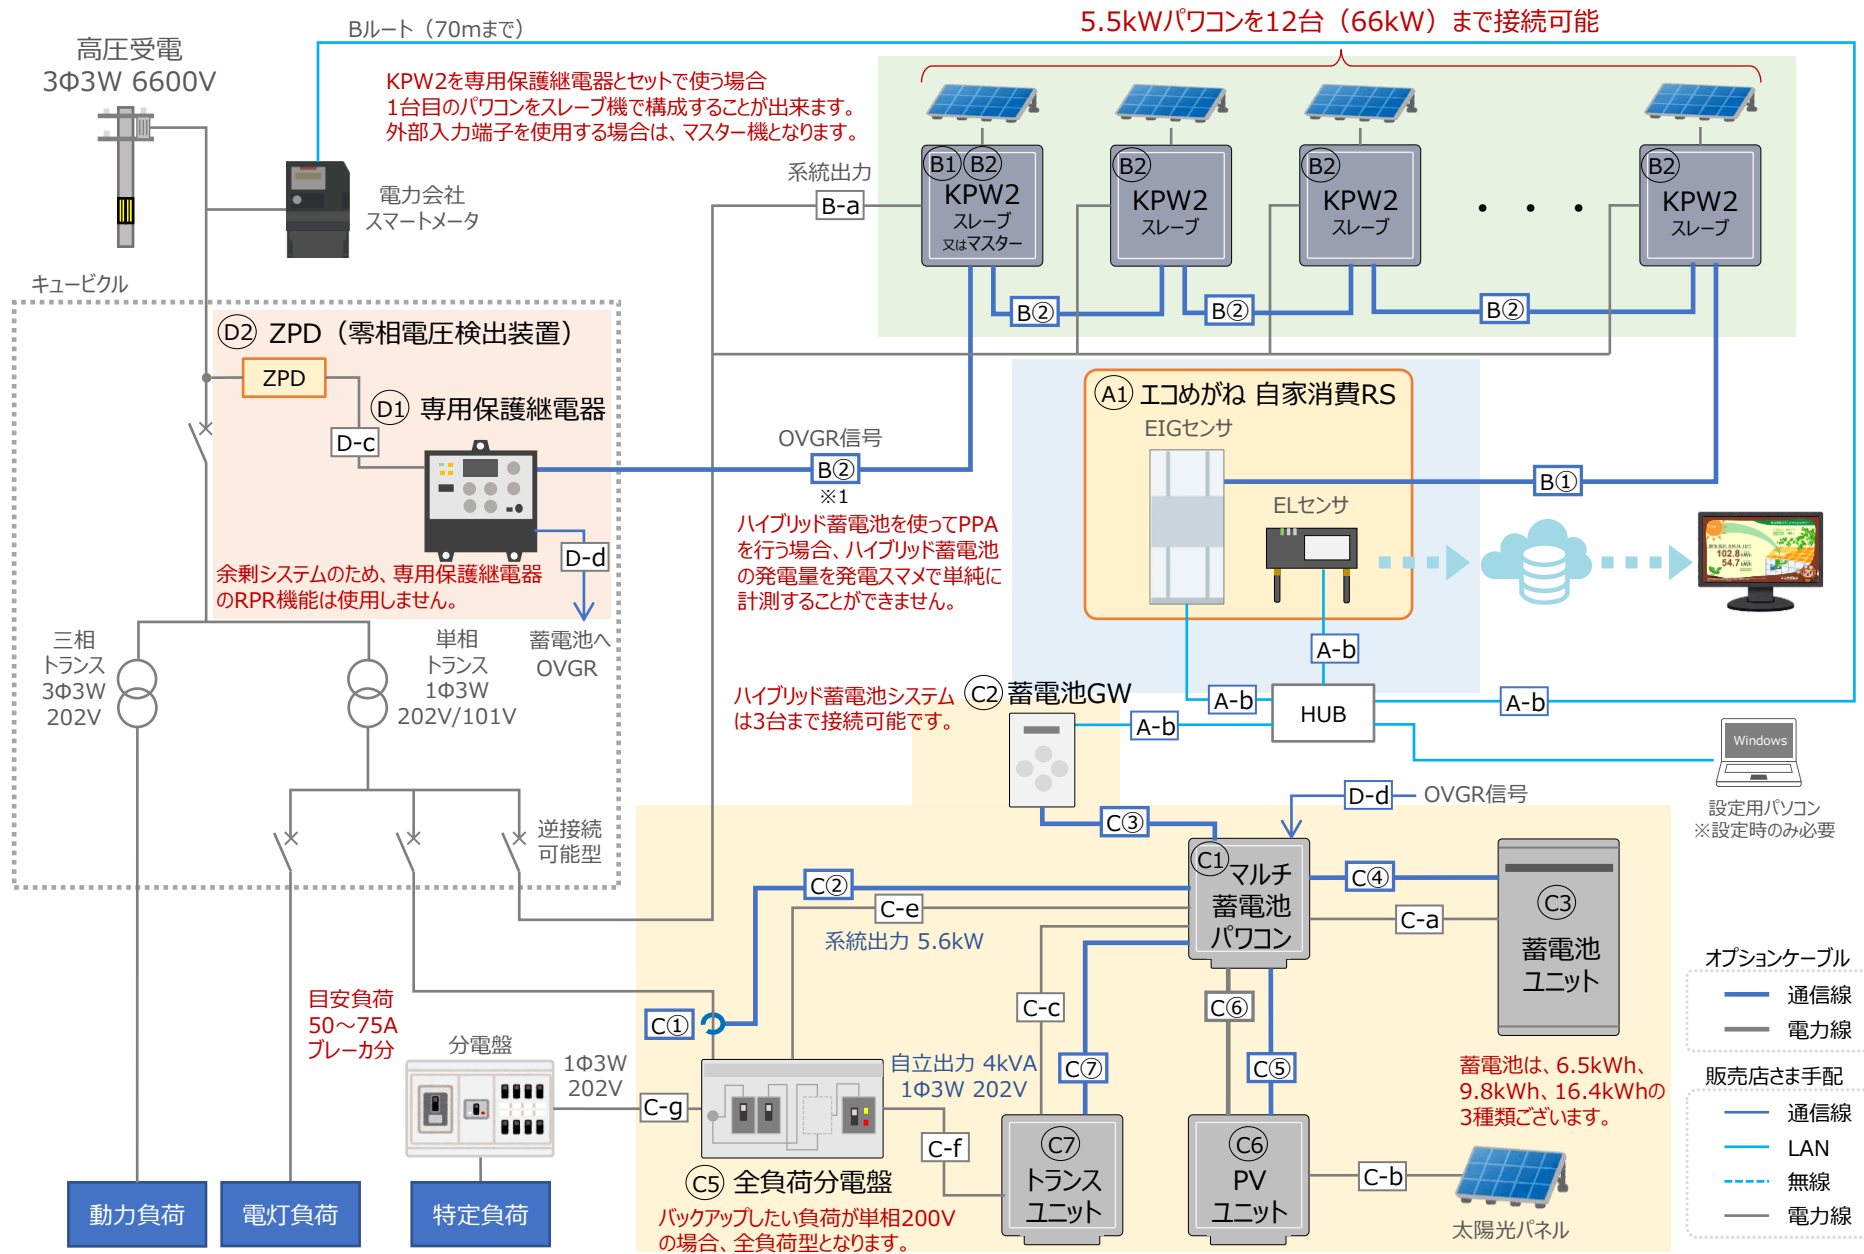 Bルート（70mまで）
5.5kWパワコンを12台（66kW）まで接続可能
高圧受電
3Φ3W 6600V
KPW2を専用保護継電器とセットで使う場合
1台目のパワコンをスレーブ機で構成することが出来ます。
外部入力端子を使用する場合は、マスター機となります。
電力会社
スマートメータ
系統出力
B-a
B1 B2
KPW2
スレーブ
又はマスター
B2
KPW2
スレーブ
B2
KPW2
スレーブ
・・・
B2
KPW2
スレーブ
B②
B②
B②
キュービクル
D2 ZPD（零相電圧検出装置）
ZPD
D1 専用保護継電器
D-c
OVGR信号
B②
※1
D-d
余剰システムのため、専用保護継電器
のRPR機能は使用しません。
蓄電池へ
OVGR
ハイブリッド蓄電池を使ってPPA
を行う場合、ハイブリッド蓄電池
の発電量を発電スマメで単純に
計測することができません。
A1 エコめがね 自家消費RS
EIGセンサ
ELセンサ
B①
102.8
54.7
A-b
A-b
A-b
A-b
HUB
三相
トランス
3Φ3W
202V
単相
トランス
1Φ3W
202V/101V
ハイブリッド蓄電池システム
は3台まで接続可能です。
C2 蓄電池GW
Windows
設定用パソコン
※設定時のみ必要
D-d
OVGR信号
C③
逆接続
可能型
C1
マルチ
蓄電池
パワコン
C②
C-e
系統出力 5.6kW
C④
C-a
C3
蓄電池
ユニット
C-c
C⑥
C⑦
C⑤
C①
目安負荷
50～75A
ブレーカ分
分電盤
1Φ3W
202V
C-g
自立出力 4kVA
1Φ3W 202V
C-f
C5 全負荷分電盤
バックアップしたい負荷が単相200V
の場合、全負荷型となります。
C7
トランス
ユニット
C6
PV
ユニット
C-b
太陽光パネル
蓄電池は、6.5kWh、
9.8kWh、16.4kWhの
3種類ございます。
動力負荷
電灯負荷
特定負荷
オプションケーブル
通信線
電力線
販売店さま手配
通信線
LAN
無線
電力線